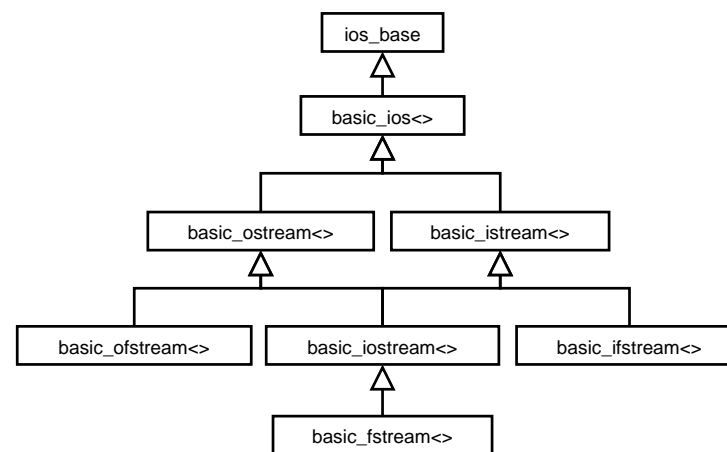 ios_base
basic_ios<>
basic_ostream<>
basic_istream<>
basic_ofstream<>
basic_iostream<>
basic_ifstream<>
basic_fstream<>